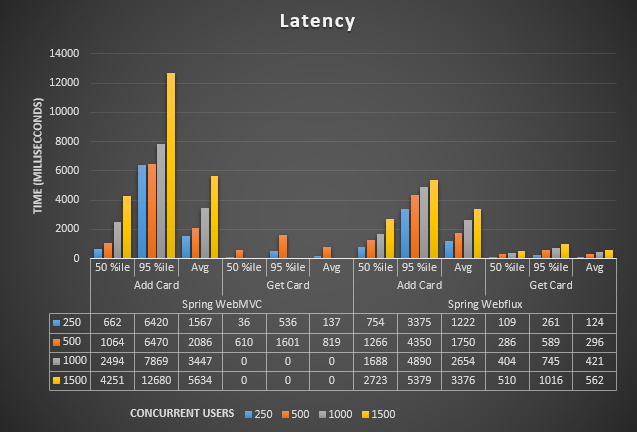 Latency
TIME (MILLISECCONDS)
14000
12000
10000
8000
6000
4000
2000
0
50 %ile 95 %ile Avg 50 %ile 95 %ile Avg 50 %ile 95 %ile Avg 50 %ile 95 %ile Avg
Add Card Get Card Add Card Get Card
Spring WebMVC Spring Webflux
250 662 6420 1567 36 536 137 754 3375 1222 109 261 124
500 1064 6470 2086 610 1601 819 1266 4350 1750 286 589 296
1000 2494 7869 3447 0 0 0 1688 4890 2654 404 745 421
1500 4251 12680 5634 0 0 0 2723 5379 3376 510 1016 562
CONCURRENT USERS 250 500 1000 1500